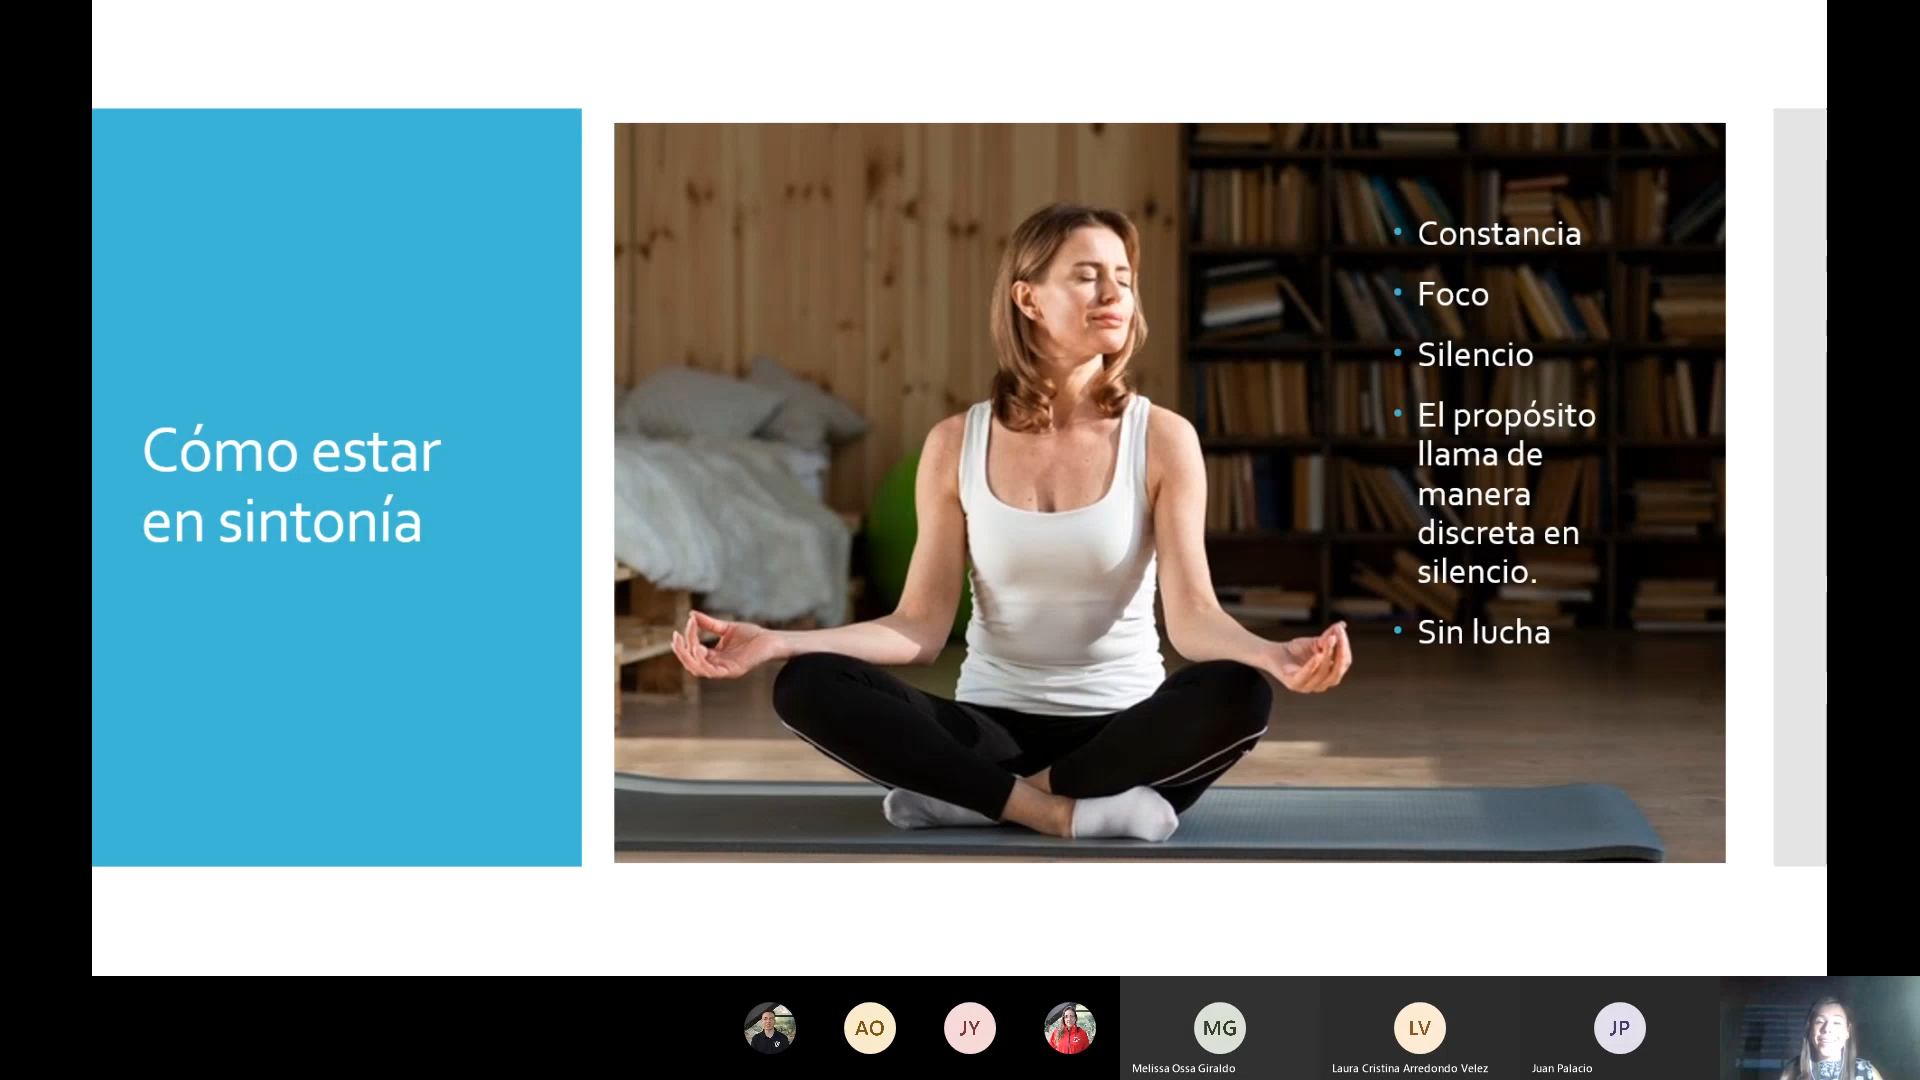 Cómo estar
en sintonía
Constancia
Foco
Silencio
El propósito
llama de
manera
discreta en
silencio.
Sin lucha
AO
JY
MG
LV
JP
Melissa Ossa Giraldo
Laura Cristina Arredondo Velez
Juan Palacio